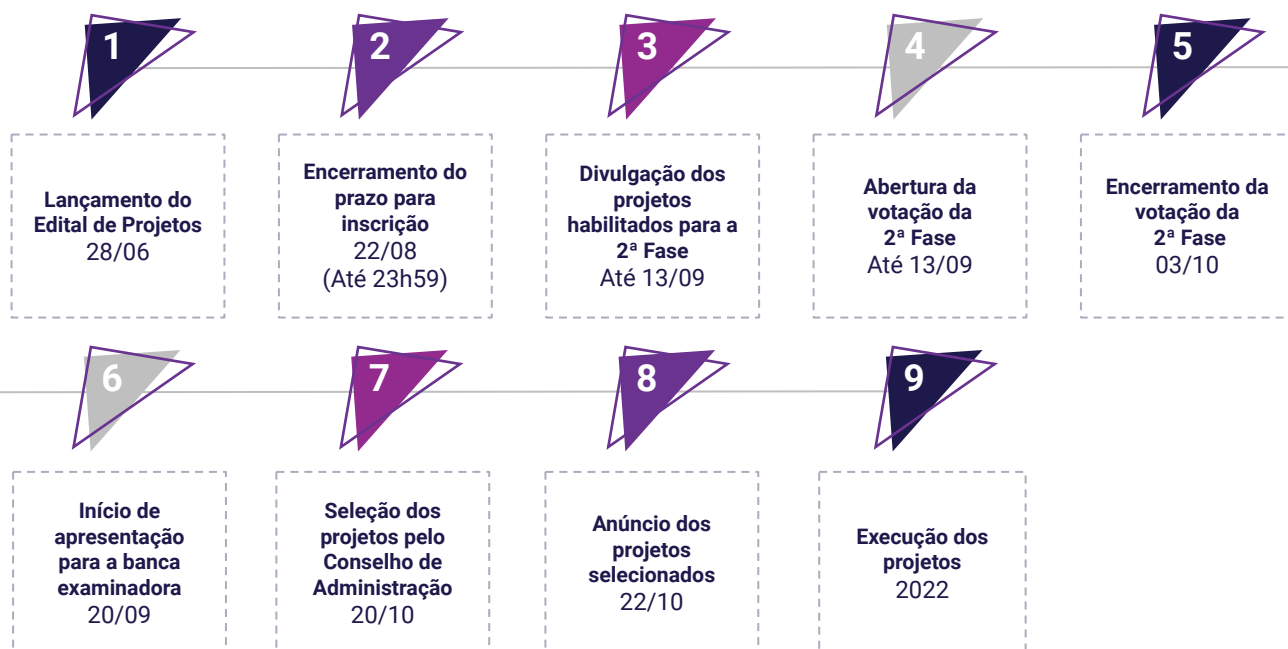 1
2
3
4
5
Lançamento do
Edital de Projetos
28/06
Encerramento do
prazo para
inscrição
22/08
(Até 23h59)
Divulgação dos
projetos
habilitados para a
2ª Fase
Até 13/09
Abertura da
votação da
2ª Fase
Até 13/09
Encerramento da
votação da
2ª Fase
03/10
6
7
8
9
Início de
apresentação
para a banca
examinadora
20/09
Seleção dos
projetos pelo
Conselho de
Administração
20/10
Anúncio dos
projetos
selecionados
22/10
Execução dos
projetos
2022